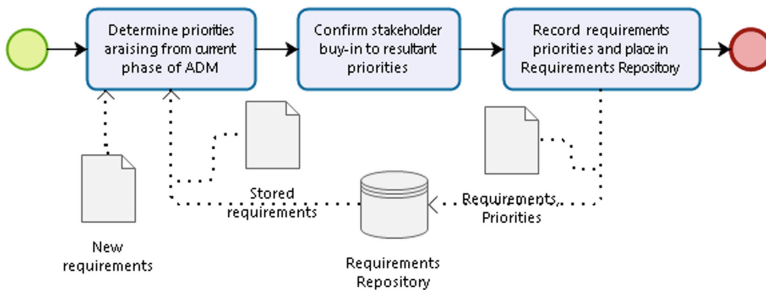 Determine priorities
araising from current
phase of ADM
Confirm stakeholder
buy-in to resultant
priorities
Record requirements
priorities and place in
Requirements Repository
New
requirements
Stored
requirements
Requirements
Repository
Requirements,
Priorities